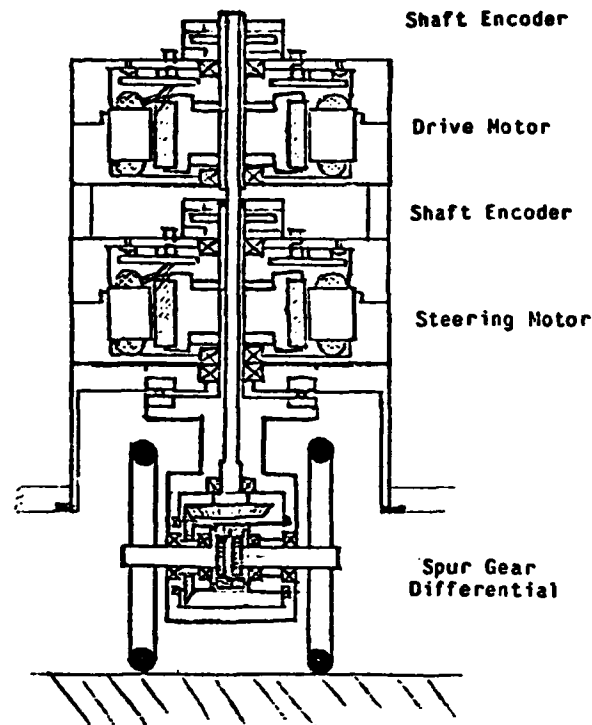 Shaft Encoder
Drive Motor
Shaft Encoder
Steering Motor
Spur Gear
Differential